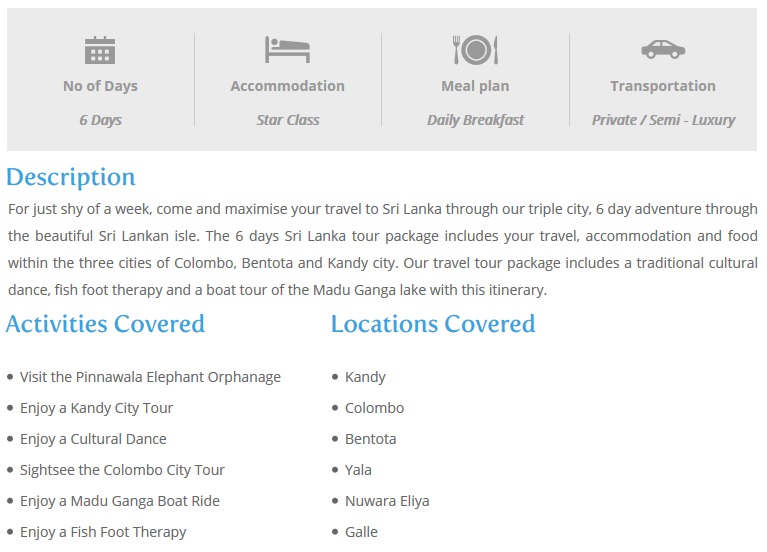 No of Days
Accommodation
Meal plan
Transportation
6 Days
Star Class
Daily Breakfast
Private / Semi - Luxury
Description
For just shy of a week, come and maximise your travel to Sri Lanka through our triple city, 6 day adventure through
the beautiful Sri Lankan isle. The 6 days Sri Lanka tour package includes your travel, accommodation and food
within the three cities of Colombo, Bentota and Kandy city. Our travel tour package includes a traditional cultural
dance, fish foot therapy and a boat tour of the Madu Ganga lake with this itinerary.
Activities Covered
Visit the Pinnawala Elephant Orphanage
Enjoy a Kandy City Tour
Enjoy a Cultural Dance
Sightsee the Colombo City Tour
Enjoy a Madu Ganga Boat Ride
Enjoy a Fish Foot Therapy
Locations Covered
Kandy
Colombo
Bentota
Yala
Nuwara Eliya
Galle